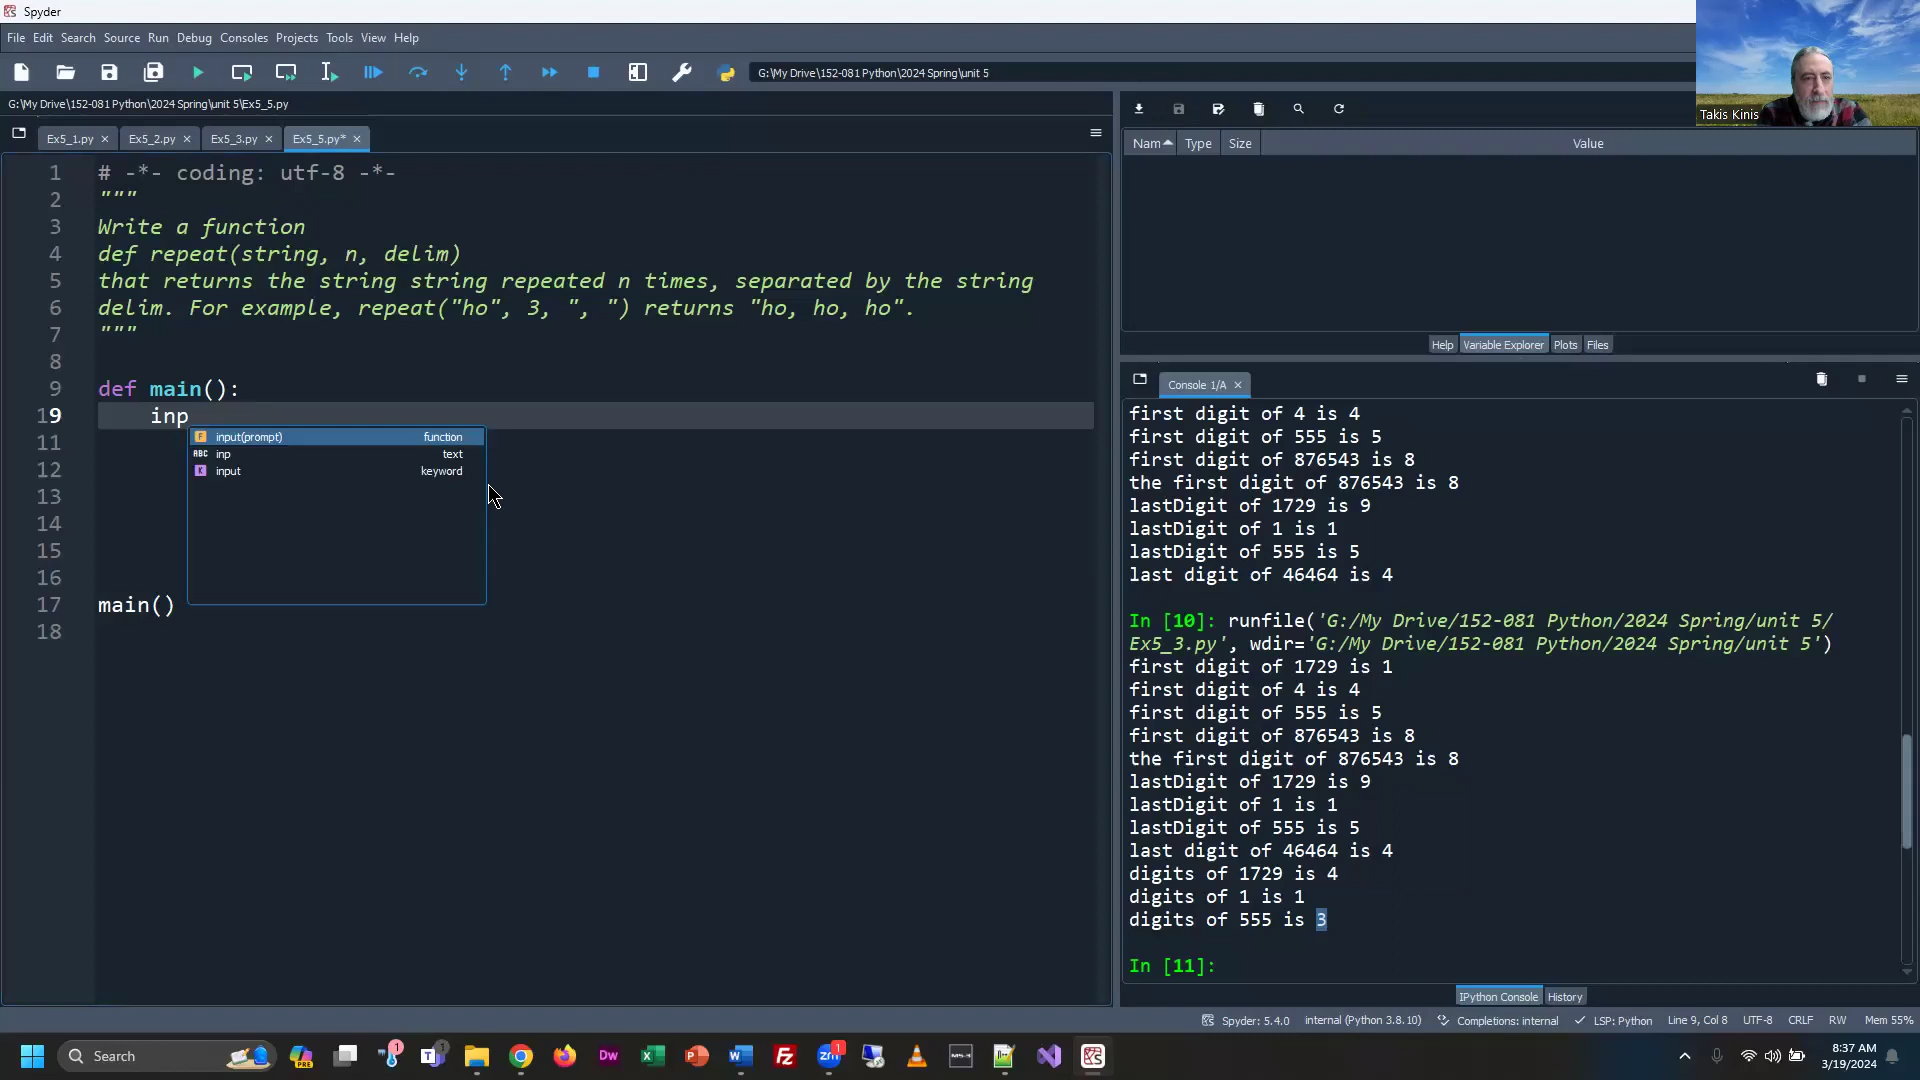 Spyder
File Edit Search Source Run Debug Consoles Projects Tools View Help
G:\My Drive\152-081 Python\2024 Spring\unit 5
Takis Kinis
G:\My Drive\152-081 Python\2024 Spring\unit 5\Ex5_5.py
Ex5_1.py Ex5_2.py Ex5_3.py Ex5_5.py*
1 # -*- coding: utf-8 -*-
2 """
3 Write a function
4 def repeat(string, n, delim)
5 that returns the string string repeated n times, separated by the string
6 delim. For example, repeat("ho", 3, ", ") returns "ho, ho, ho".
7 """
8
9 def main():
19 inp
11
12
13
14
15
16
17 main()
18
input(prompt) function
ABC inp text
input keyword
Nam Type Size Value
Help Variable Explorer Plots Files
Console 1/A
first digit of 4 is 4
first digit of 555 is 5
first digit of 876543 is 8
the first digit of 876543 is 8
lastDigit of 1729 is 9
lastDigit of 1 is 1
lastDigit of 555 is 5
last digit of 46464 is 4
In [10]: runfile('G:/My Drive/152-081 Python/2024 Spring/unit 5/
Ex5_3.py', wdir='G:/My Drive/152-081 Python/2024 Spring/unit 5')
first digit of 1729 is 1
first digit of 4 is 4
first digit of 555 is 5
first digit of 876543 is 8
the first digit of 876543 is 8
lastDigit of 1729 is 9
lastDigit of 1 is 1
lastDigit of 555 is 5
last digit of 46464 is 4
digits of 1729 is 4
digits of 1 is 1
digits of 555 is 3
In [11]:
IPython Console History
Spyder: 5.4.0 internal (Python 3.8.10) Completions: internal LSP: Python Line 9, Col 8 UTF-8 CRLF RW Mem 55%
Search
8:37 AM
3/19/2024